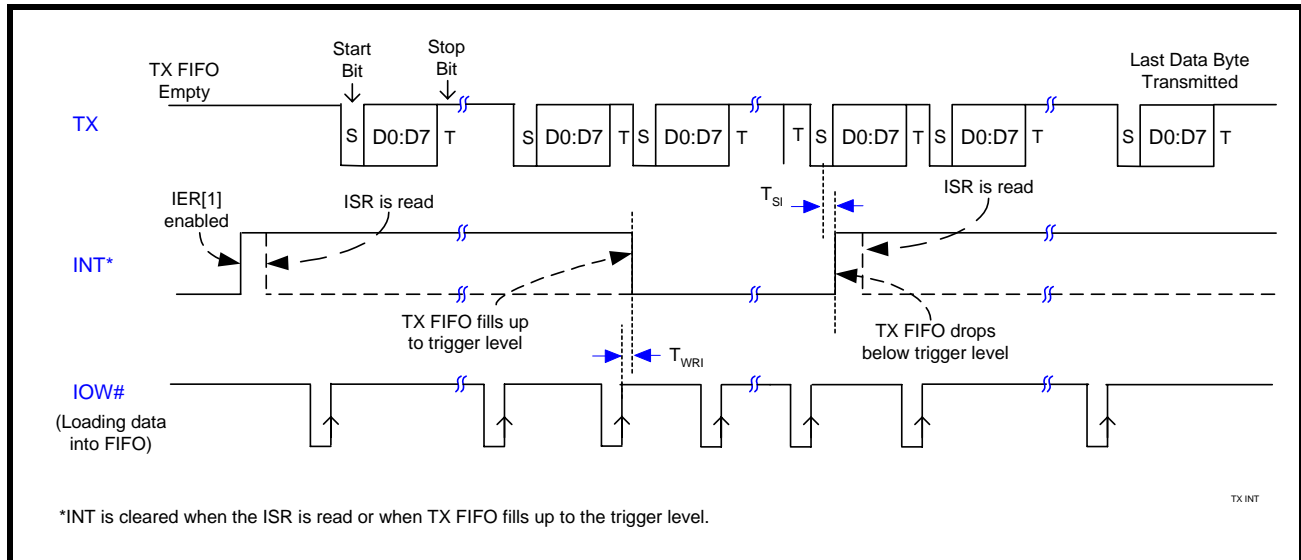 Start
Bit
Stop
Bit
TX FIFO
Empty
Last Data Byte
Transmitted
TX
S D0:D7 T S D0:D7 T S D0:D7 T T S D0:D7 T S D0:D7 T S D0:D7 T
IER[1]
enabled
ISR is read
TSI
ISR is read
INT*
TX FIFO fills up
to trigger level
TX FIFO drops
below trigger level
TWRI
IOW#
(Loading data
into FIFO)
*INT is cleared when the ISR is read or when TX FIFO fills up to the trigger level.
TX INT